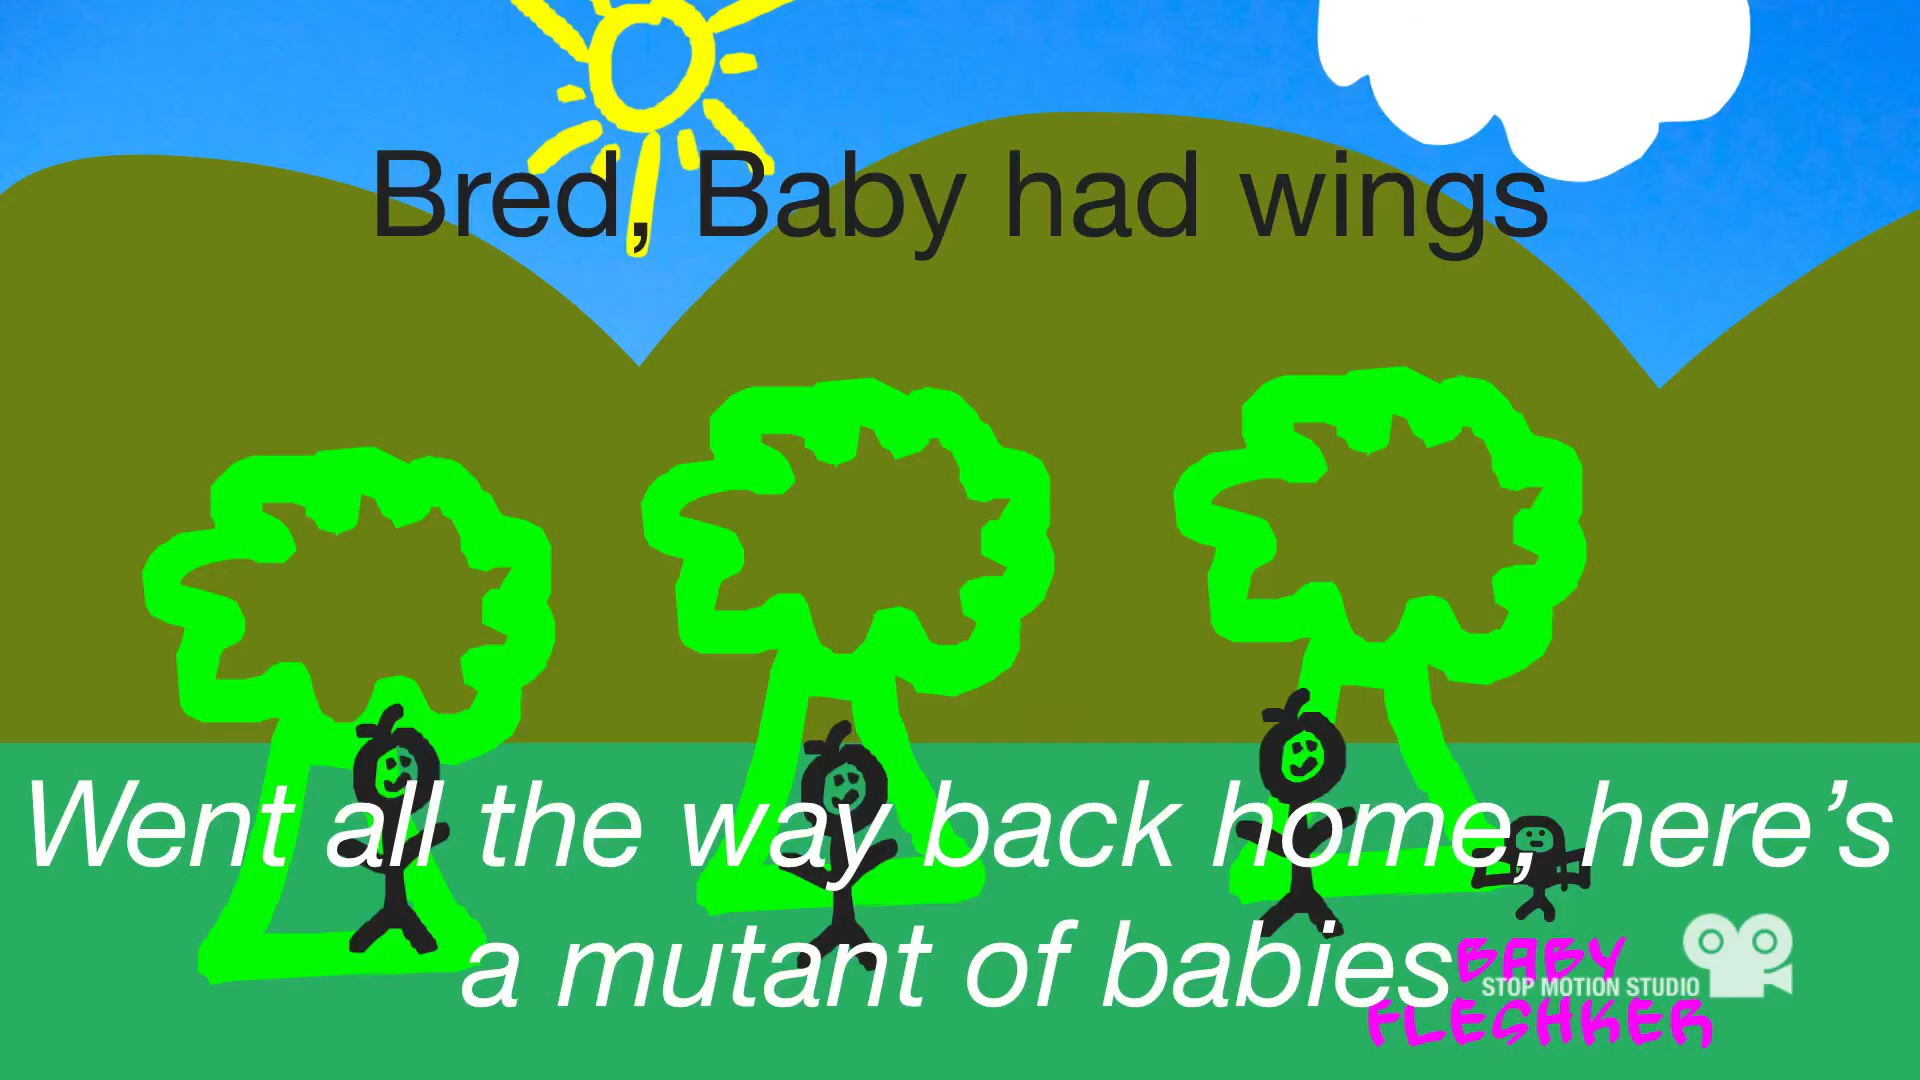 Bred, Baby had wings
Went all the way back home, here’s
a mutant of babies
BABY
STOP MOTION STUDIO
FLESHKER